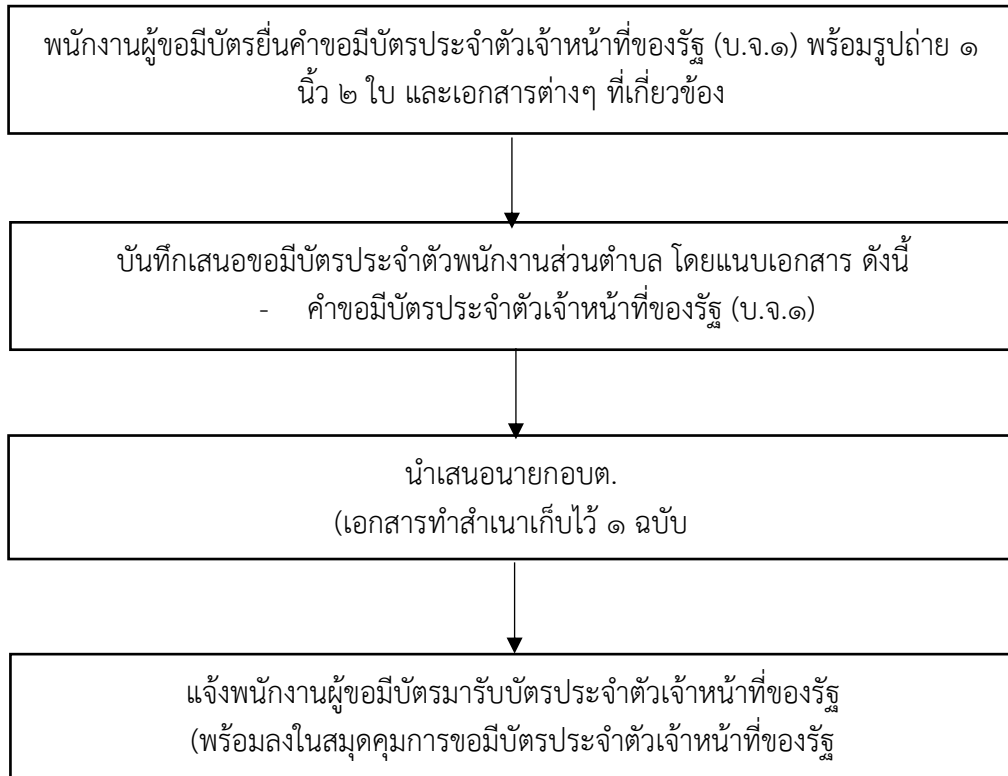 พนักงานผู้ขอมีบัตรยื่นคำขอมีบัตรประจำตัวเจ้าหน้าที่ของรัฐ (บ.จ.๑) พร้อมรูปถ่าย ๑
นิ้ว ๒ ใบ และเอกสารต่างๆ ที่เกี่ยวข้อง
บันทึกเสนอขอมีบัตรประจำตัวพนักงานส่วนตำบล โดยแนบเอกสาร ดังนี้
- คำขอมีบัตรประจำตัวเจ้าหน้าที่ของรัฐ (บ.จ.๑)
นำเสนอนายกอบต.
(เอกสารทำสำเนาเก็บไว้ ๑ ฉบับ
แจ้งพนักงานผู้ขอมีบัตรมารับบัตรประจำตัวเจ้าหน้าที่ของรัฐ
(พร้อมลงในสมุดคุมการขอมีบัตรประจำตัวเจ้าหน้าที่ของรัฐ